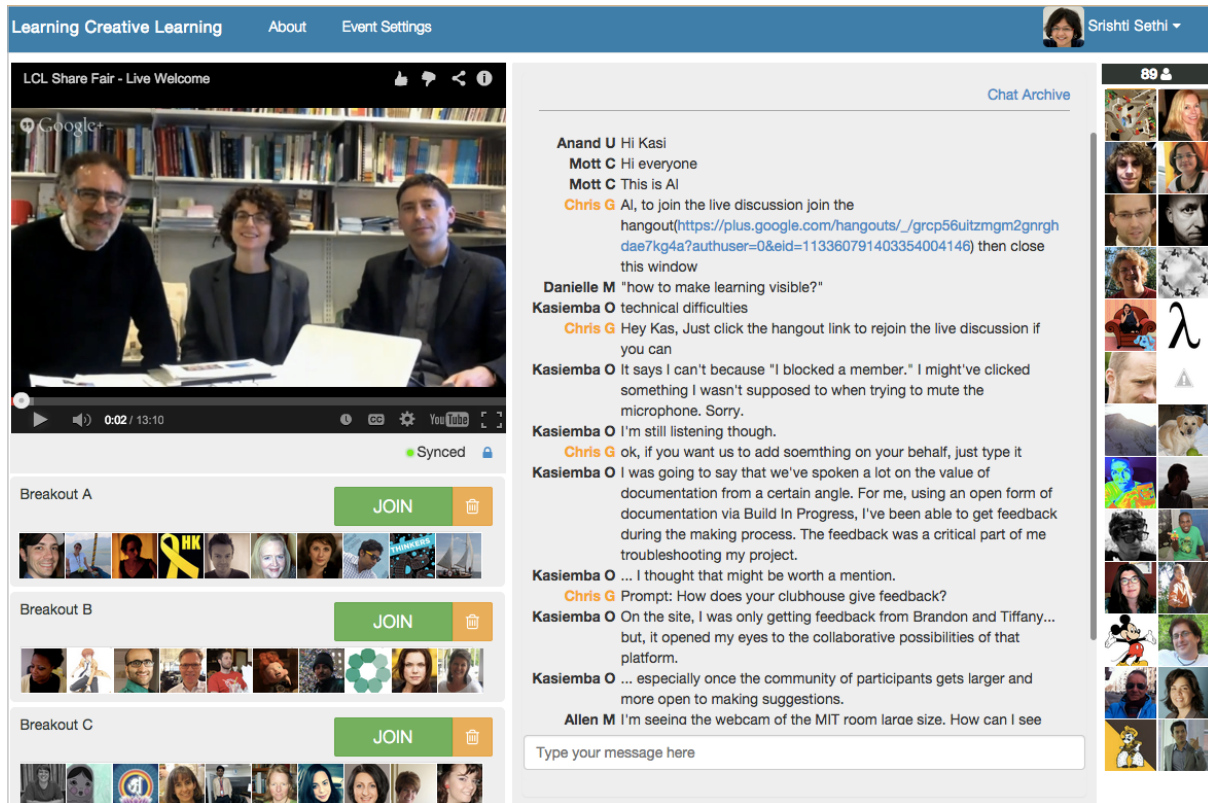 Learning Creative Learning
About
Event Settings
Srishti Sethi
LCL Share Fair - Live Welcome
Google+
0:02 / 13:10
CC
YouTube
Synced
Breakout A
JOIN
HK
THINKERS
Breakout B
JOIN
Breakout C
JOIN
Chat Archive
Anand U Hi Kasi
Mott C Hi everyone
Mott C This is Al
Chris G Al, to join the live discussion join the
hangout(https://plus.google.com/hangouts/_/grcp56uitzmgm2gnrgh
dae7kg4a?authuser=0&eid=113360791403354004146) then close
this window
Danielle M "how to make learning visible?"
Kasiemba O technical difficulties
Chris G Hey Kas, Just click the hangout link to rejoin the live discussion if
you can
Kasiemba O It says I can't because "I blocked a member." I might've clicked
something I wasn't supposed to when trying to mute the
microphone. Sorry.
Kasiemba O I'm still listening though.
Chris G ok, if you want us to add soemthing on your behalf, just type it
Kasiemba O I was going to say that we've spoken a lot on the value of
documentation from a certain angle. For me, using an open form of
documentation via Build In Progress, I've been able to get feedback
during the making process. The feedback was a critical part of me
troubleshooting my project.
Kasiemba O ... I thought that might be worth a mention.
Chris G Prompt: How does your clubhouse give feedback?
Kasiemba O On the site, I was only getting feedback from Brandon and Tiffany...
but, it opened my eyes to the collaborative possibilities of that
platform.
Kasiemba O ... especially once the community of participants gets larger and
more open to making suggestions.
Allen M I'm seeing the webcam of the MIT room large size. How can I see
Type your message here
89
λ